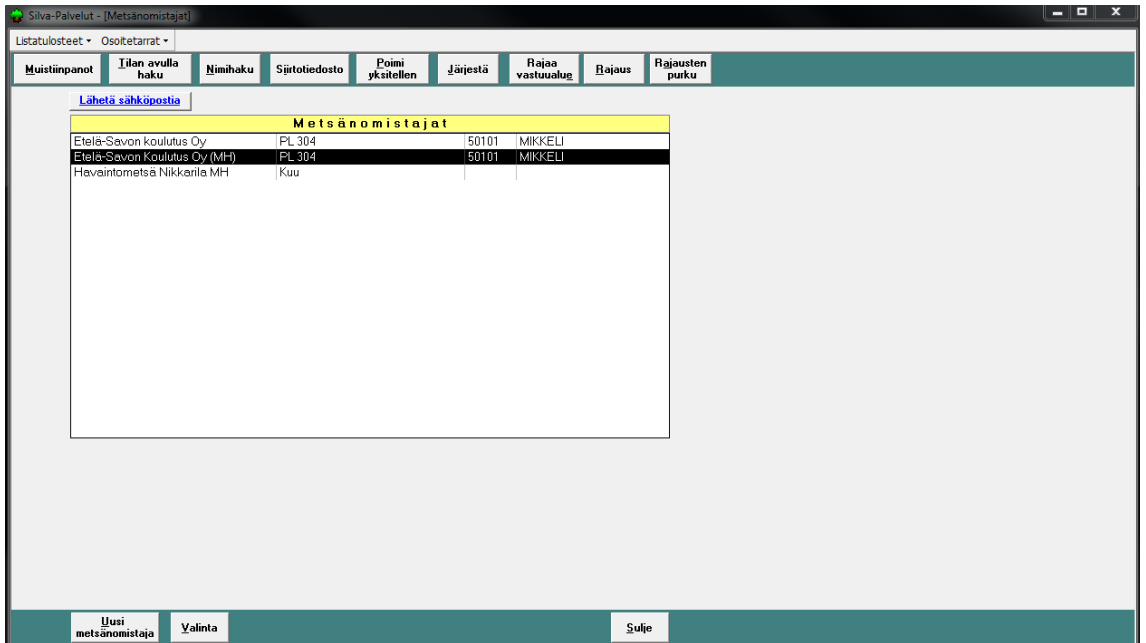 Silva-Palvelut - [Metsänomistajat]
Listatulosteet Osoitetarrat
Muistiinpanot
Tilan avulla
haku
Nimihaku
Siirtotiedosto
Poimi
yksitellen
Järjestä
Rajaa
vastuualue
Rajaus
Rajausten
purku
Lähetä sähköpostia
Metsänomistajat
Etelä-Savon koulutus Oy PL 304 50101 MIKKELI
Etelä-Savon Koulutus Oy (MH) PL 304 50101 MIKKELI
Havaintometsä Nikkarila MH Kuu
Uusi
metsänomistaja
Valinta
Sulje